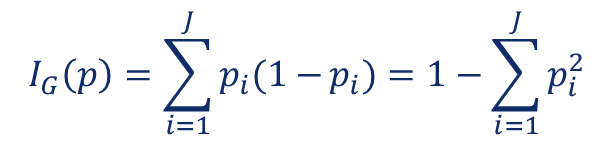 I_G(p) = \sum_{i=1}^{J} p_i(1 − p_i) = 1 − \sum_{i=1}^{J} p_i^2